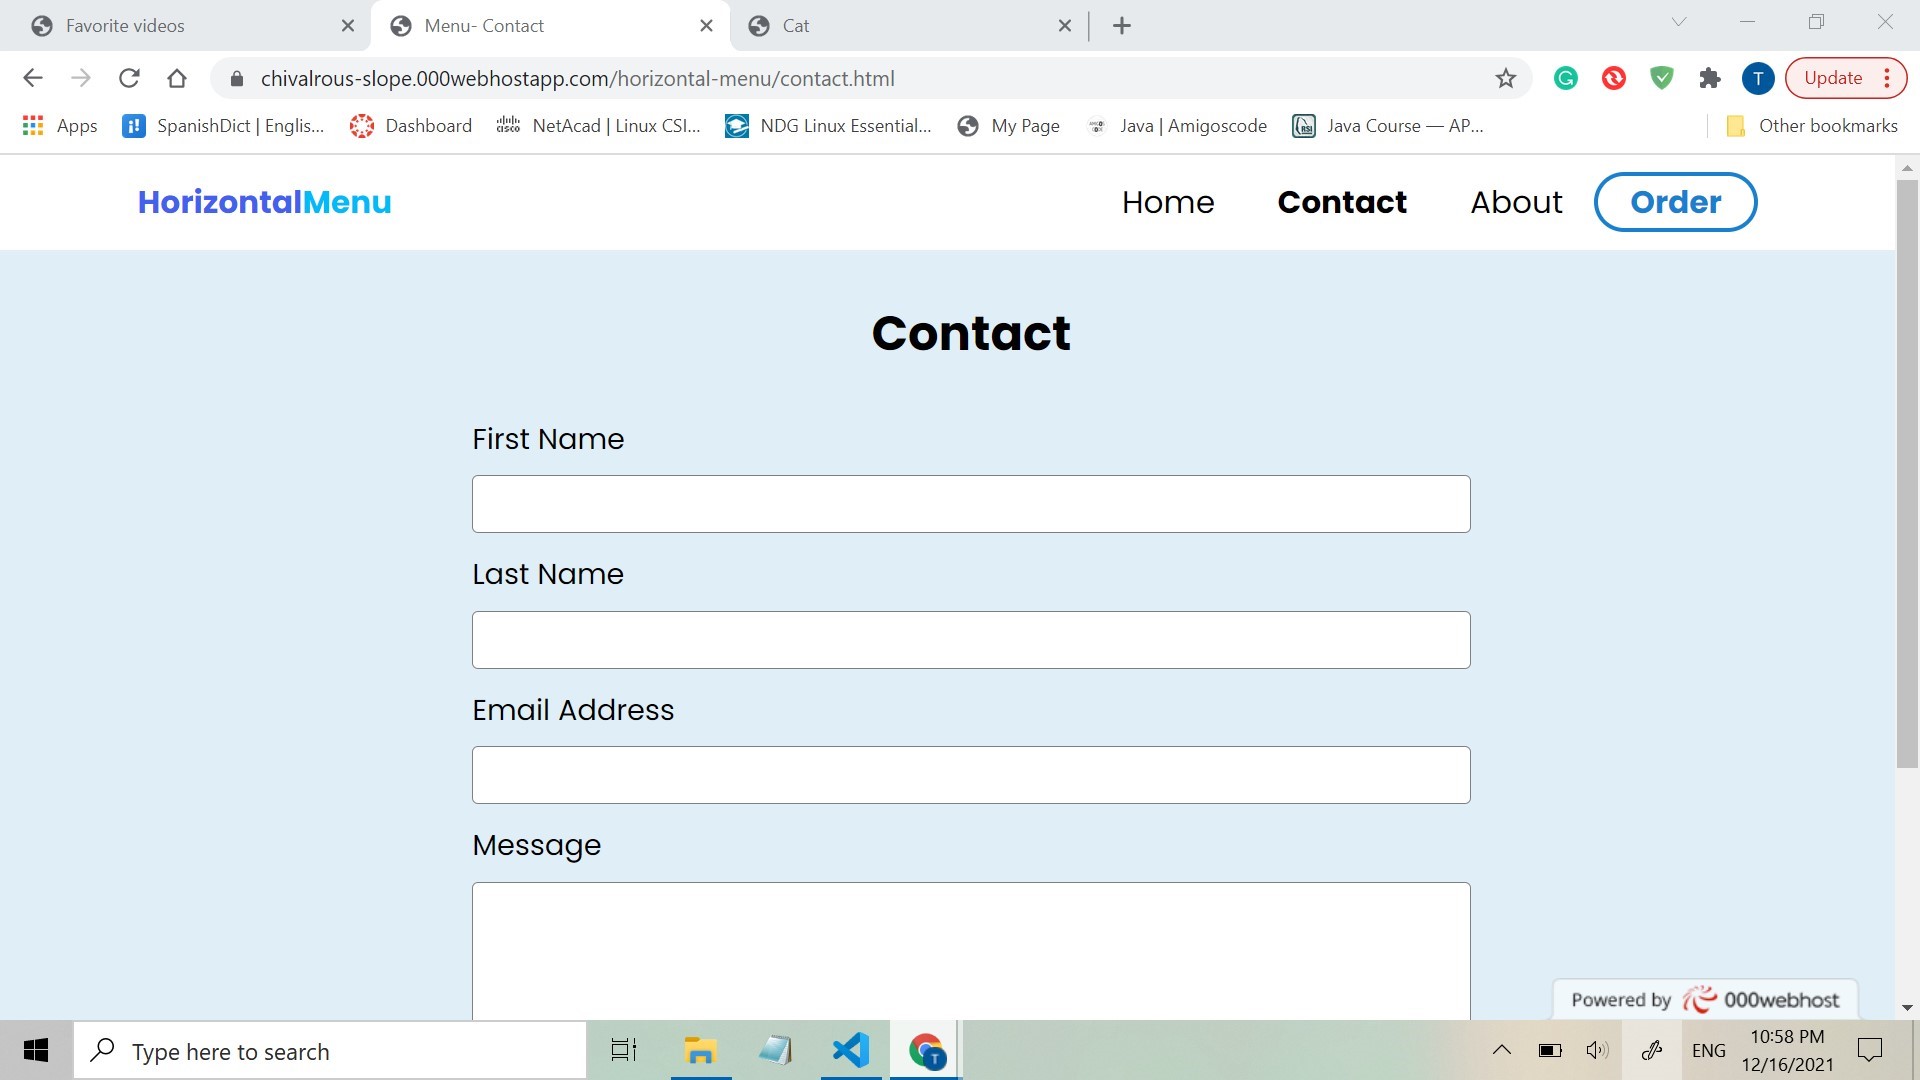 Favorite videos
Menu- Contact
Cat
chivalrous-slope.000webhostapp.com/horizontal-menu/contact.html
T
Update
Apps
SpanishDict | Englis...
Dashboard
NetAcad | Linux CSI...
NDG Linux Essential...
My Page
Java | Amigoscode
Java Course — AP...
Other bookmarks
HorizontalMenu
Home
Contact
About
Order
Contact
First Name
Last Name
Email Address
Message
Powered by 000webhost
Type here to search
T
ENG
10:58 PM
12/16/2021